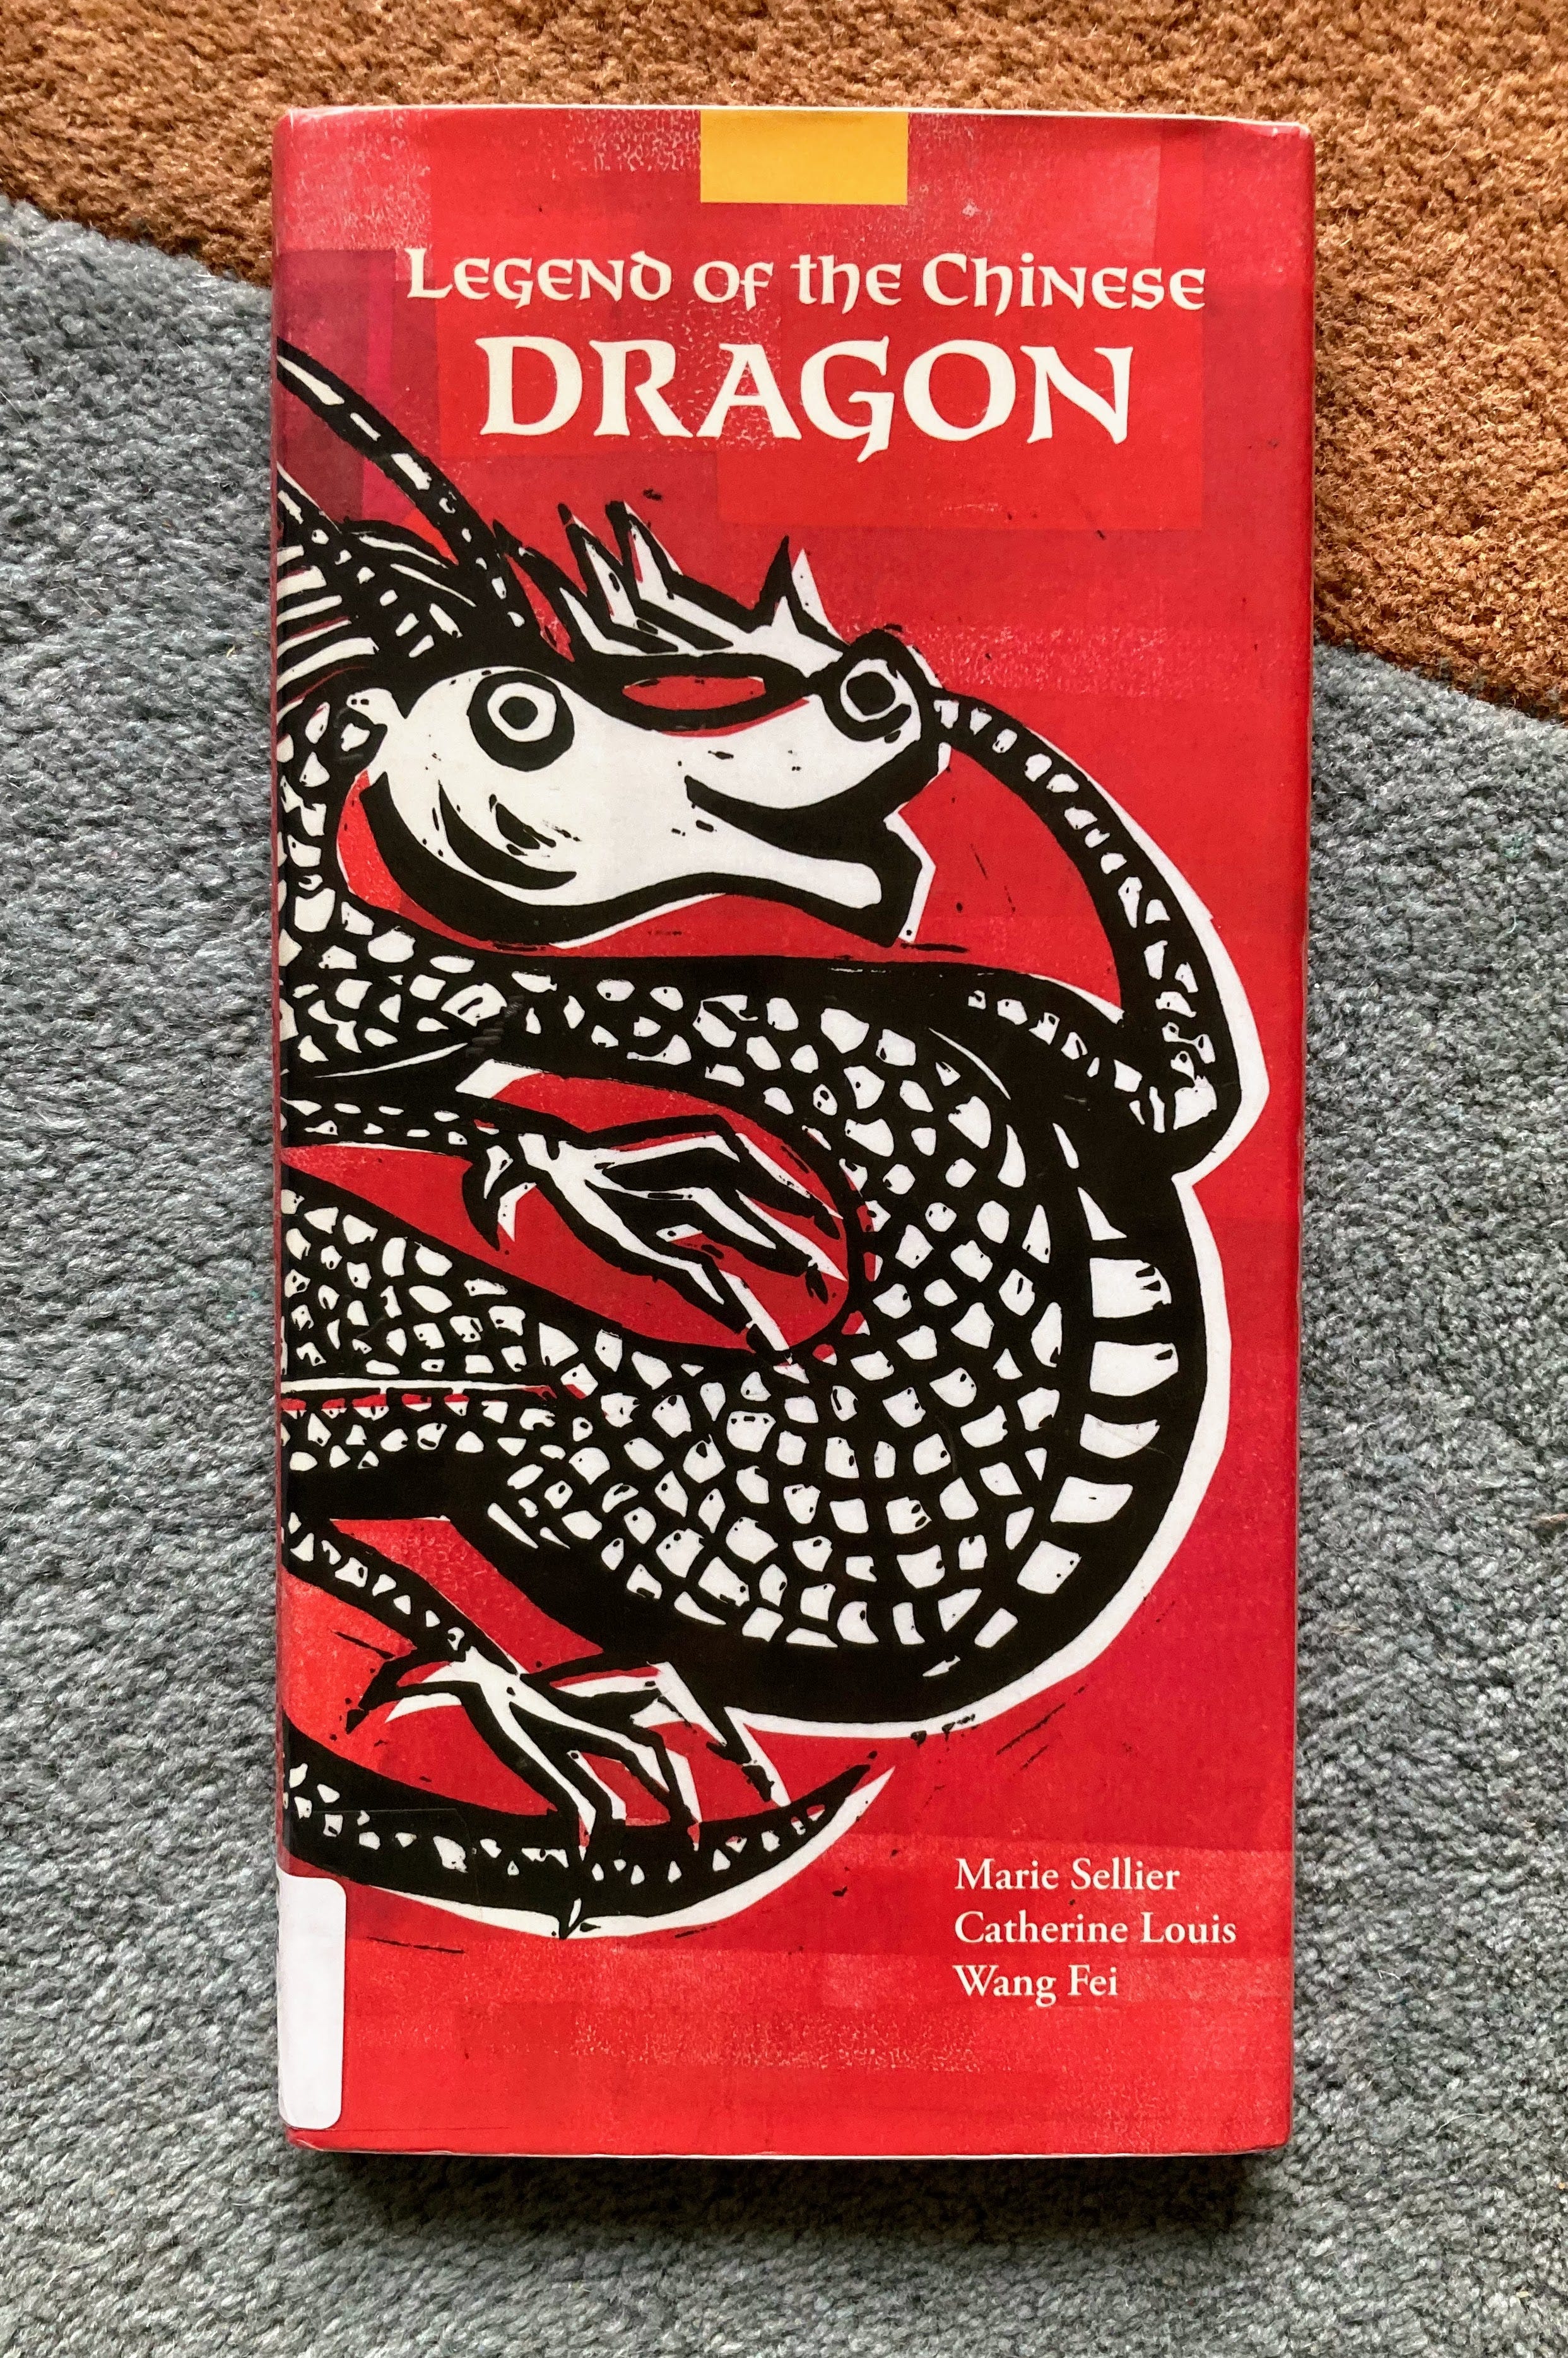 Legend of the Chinese
DRAGON
Marie Sellier
Catherine Louis
Wang Fei